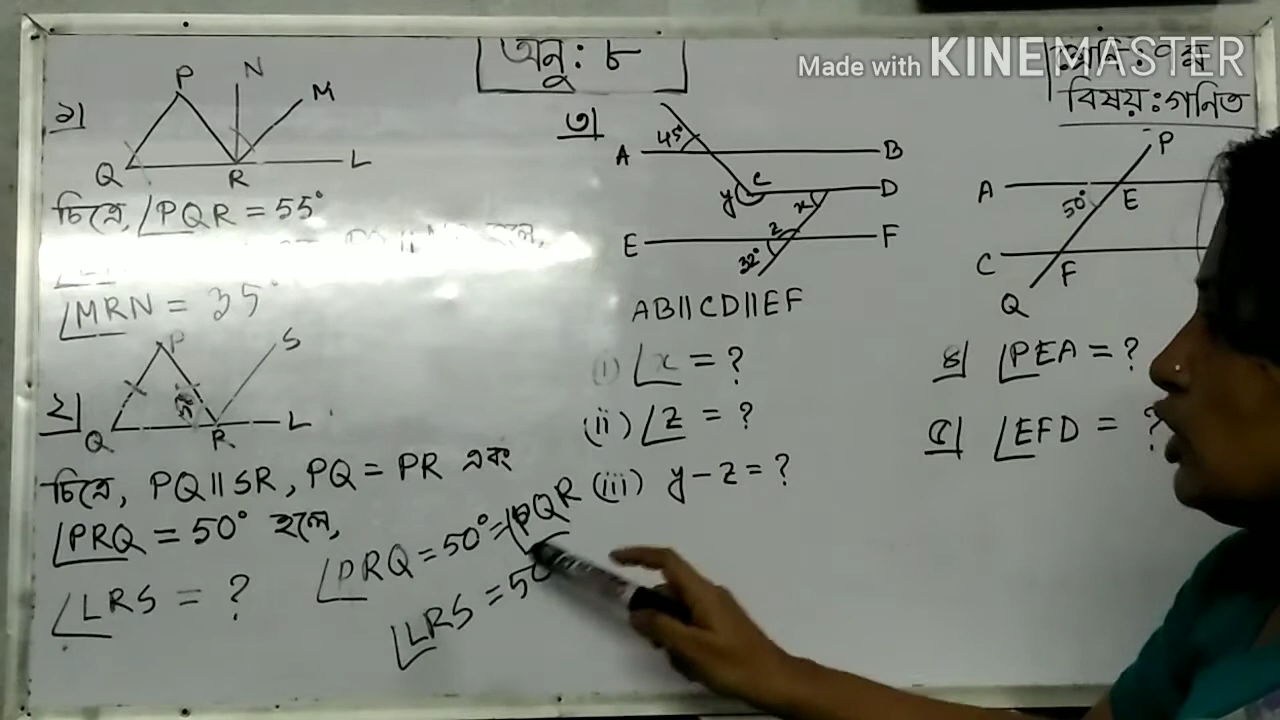 অনু: ৮
Made with KINEMASTER
বিষয়: গনিত
১।
P
N
M
Q
R
L
চিত্রে, ∠PQR = 55°
∠MRN = 35°
২।
P
S
Q
R
L
চিত্রে, PQ || SR, PQ = PR এবং
∠PRQ = 50° হলে,
∠LRS = ?
∠PRQ = 50° = ∠PQR
∠LRS = 50
৩।
45°
A
B
y
C
x
D
z
E
F
32°
AB || CD || EF
(i) ∠x = ?
(ii) ∠z = ?
(iii) y - z = ?
P
A
50°
E
C
F
Q
৪। ∠PEA = ?
৫। ∠EFD = ?